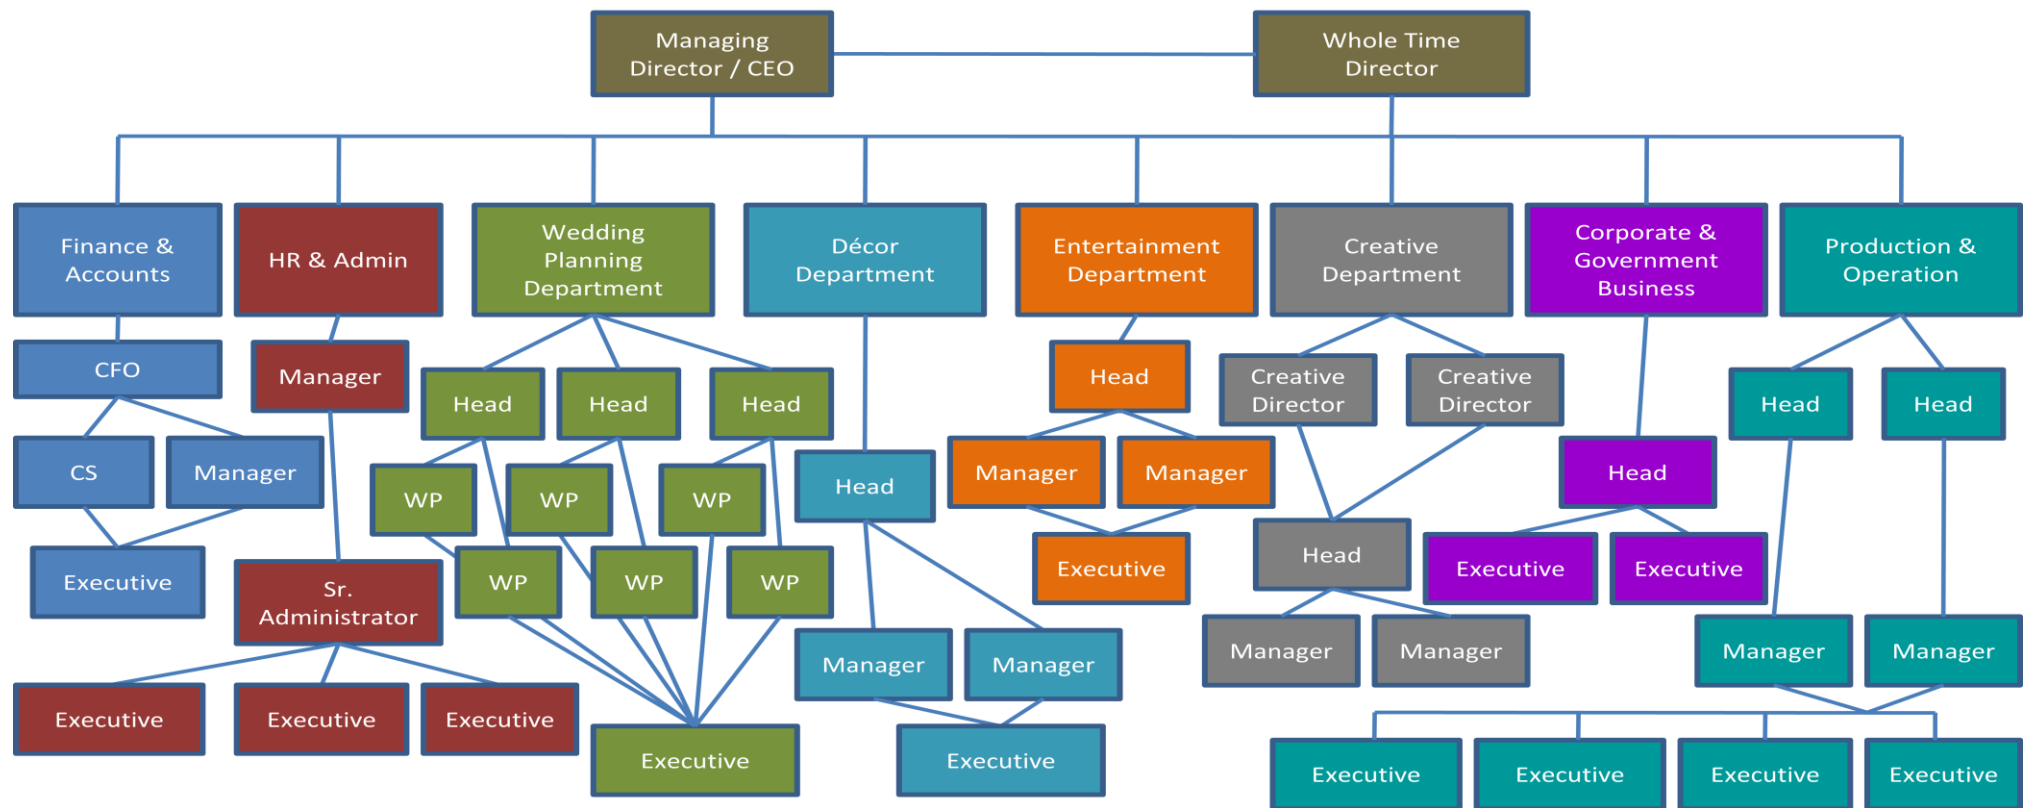 Managing
Director / CEO
Whole Time
Director
Finance &
Accounts
HR & Admin
Wedding
Planning
Department
Décor
Department
Entertainment
Department
Creative
Department
Corporate &
Government
Business
Production &
Operation
CFO
Manager
Head
Head
Head
Head
Creative
Director
Creative
Director
Head
Head
CS
Manager
WP
WP
WP
Head
Manager
Manager
Head
Executive
WP
WP
WP
Executive
Head
Executive
Executive
Sr.
Administrator
Manager
Manager
Manager
Manager
Manager
Manager
Executive
Executive
Executive
Executive
Executive
Executive
Executive
Executive
Executive